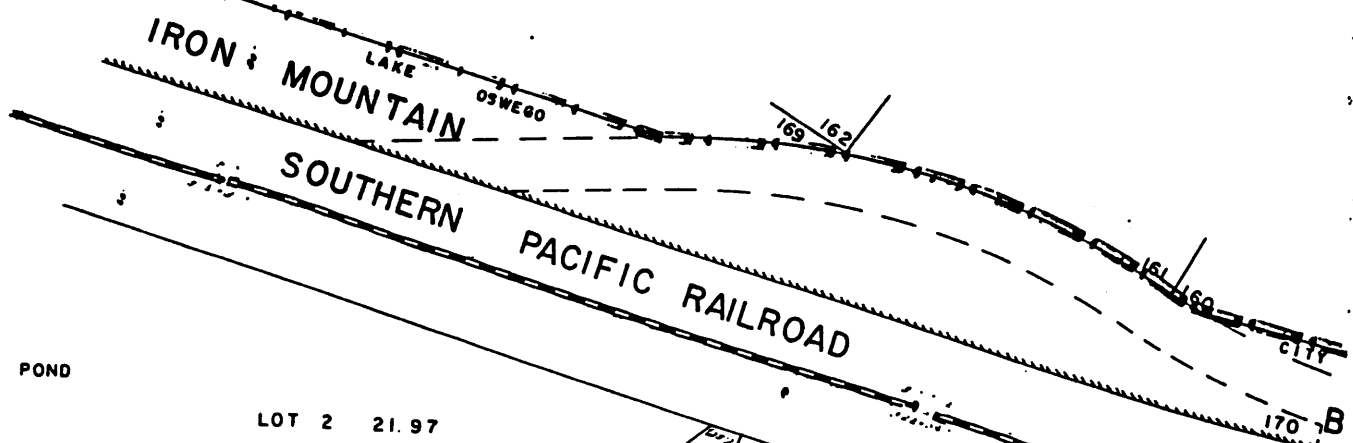 IRON MOUNTAIN
LAKE
OSWEGO
169
162
SOUTHERN PACIFIC RAILROAD
161
160
CITY
POND
LOT 2 21.97
170
B